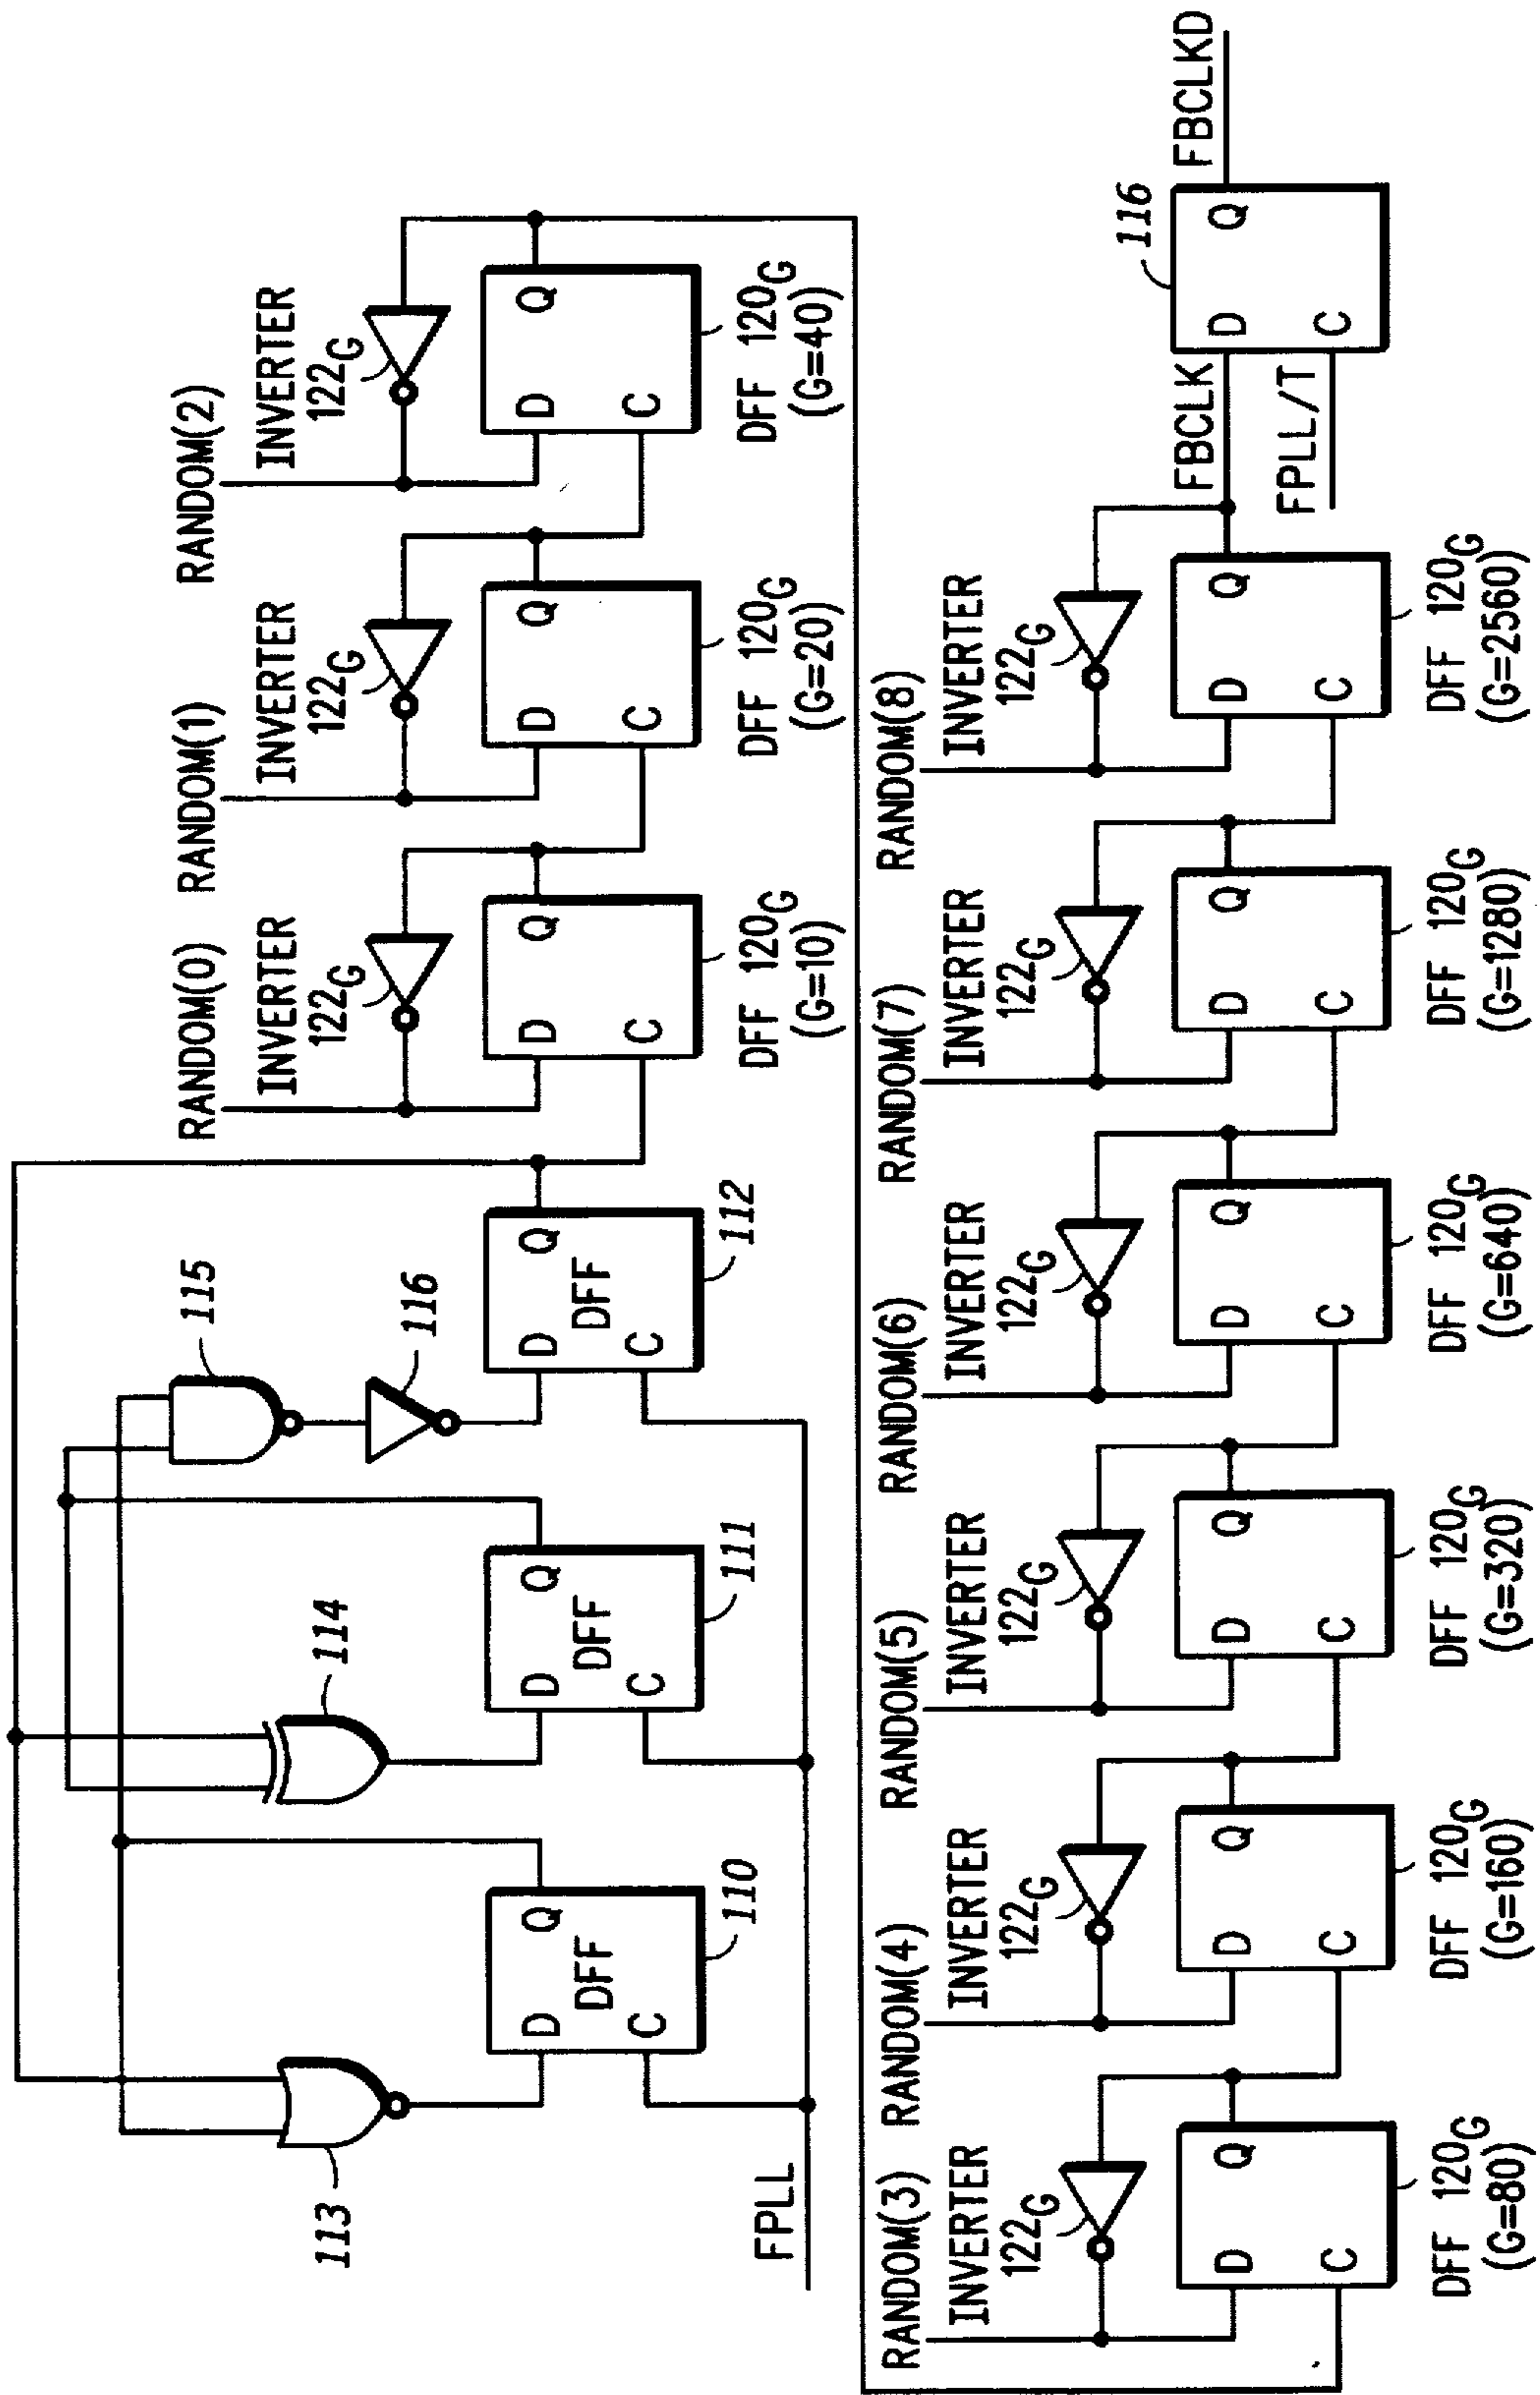 RANDOM(0)
RANDOM(1)
RANDOM(2)
115
INVERTER
122G
INVERTER
122G
INVERTER
122G
113
114
116
D
Q
DFF
C
110
D
Q
DFF
C
111
D
Q
DFF
C
112
D
Q
C
D
Q
C
D
Q
C
FPLL
DFF 120G
(G=10)
DFF 120G
(G=20)
DFF 120G
(G=40)
RANDOM(3)
RANDOM(4)
RANDOM(5)
RANDOM(6)
RANDOM(7)
RANDOM(8)
INVERTER
122G
INVERTER
122G
INVERTER
122G
INVERTER
122G
INVERTER
122G
INVERTER
122G
116
FBCLK
FBCLKD
FPLL/T
D
Q
C
D
Q
C
D
Q
C
D
Q
C
D
Q
C
D
Q
C
D
Q
C
DFF 120G
(G=80)
DFF 120G
(G=160)
DFF 120G
(G=320)
DFF 120G
(G=640)
DFF 120G
(G=1280)
DFF 120G
(G=2560)